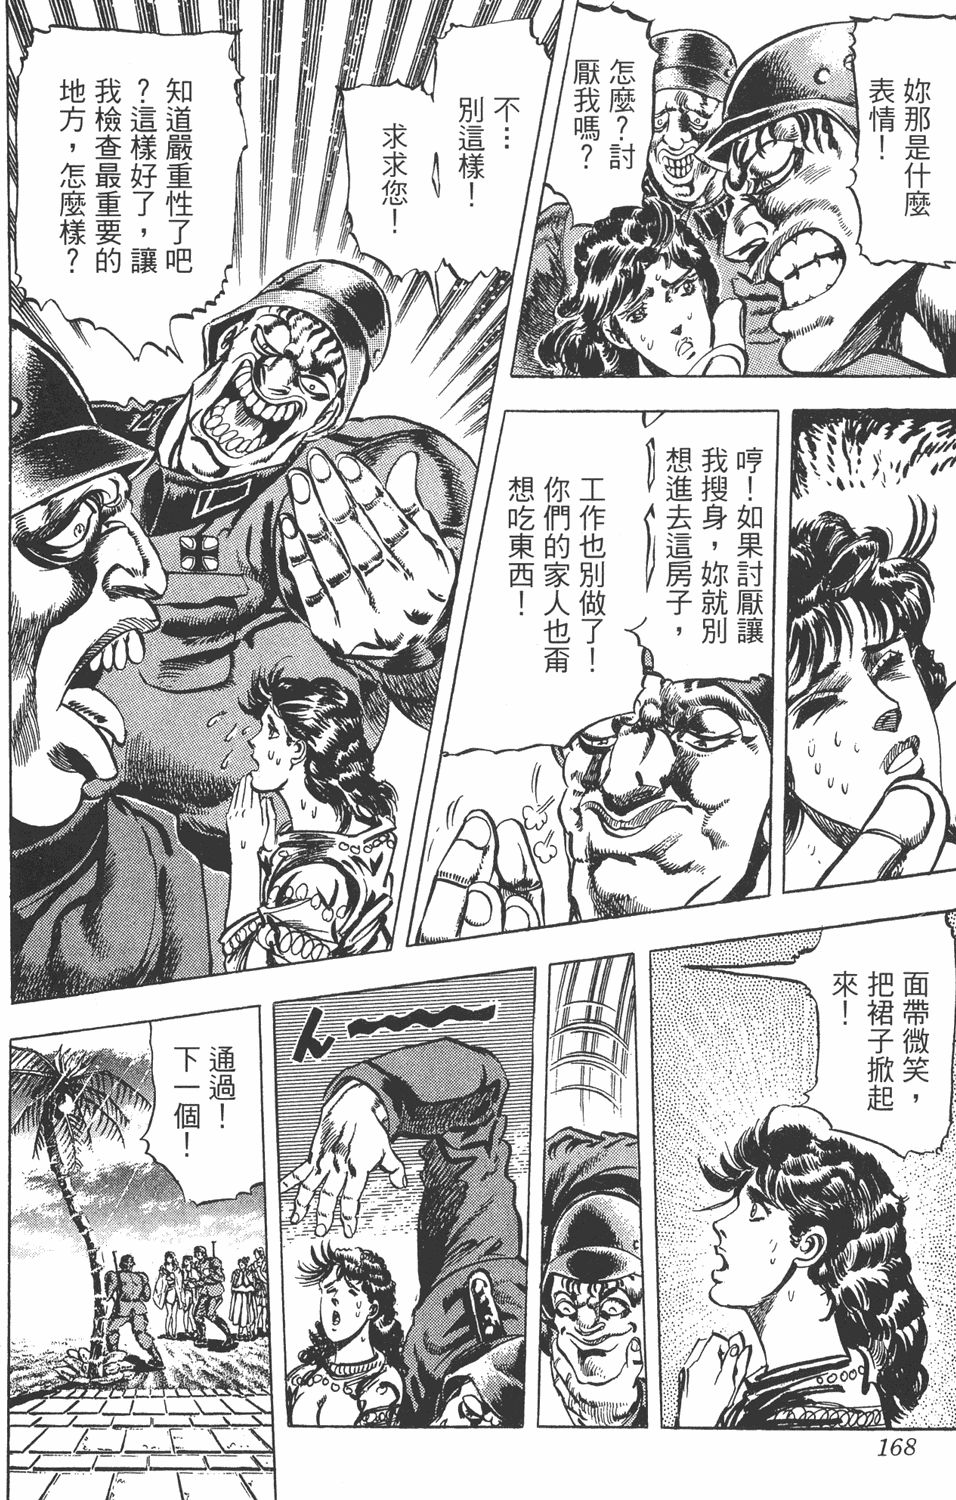 妳那是什麼
表情！
怎麼？討
厭我嗎？
不…
別這樣！
求求您！
知道嚴重性了吧
？這樣好了，讓
我檢查最重要的
地方，怎麼樣？
哼！如果討厭讓
我搜身，妳就別
想進去這房子，
工作也別做了！
你們的家人也甭
想吃東西！
面帶微笑，
把裙子掀起
來！
ん〜〜
通過！
下一個！
168